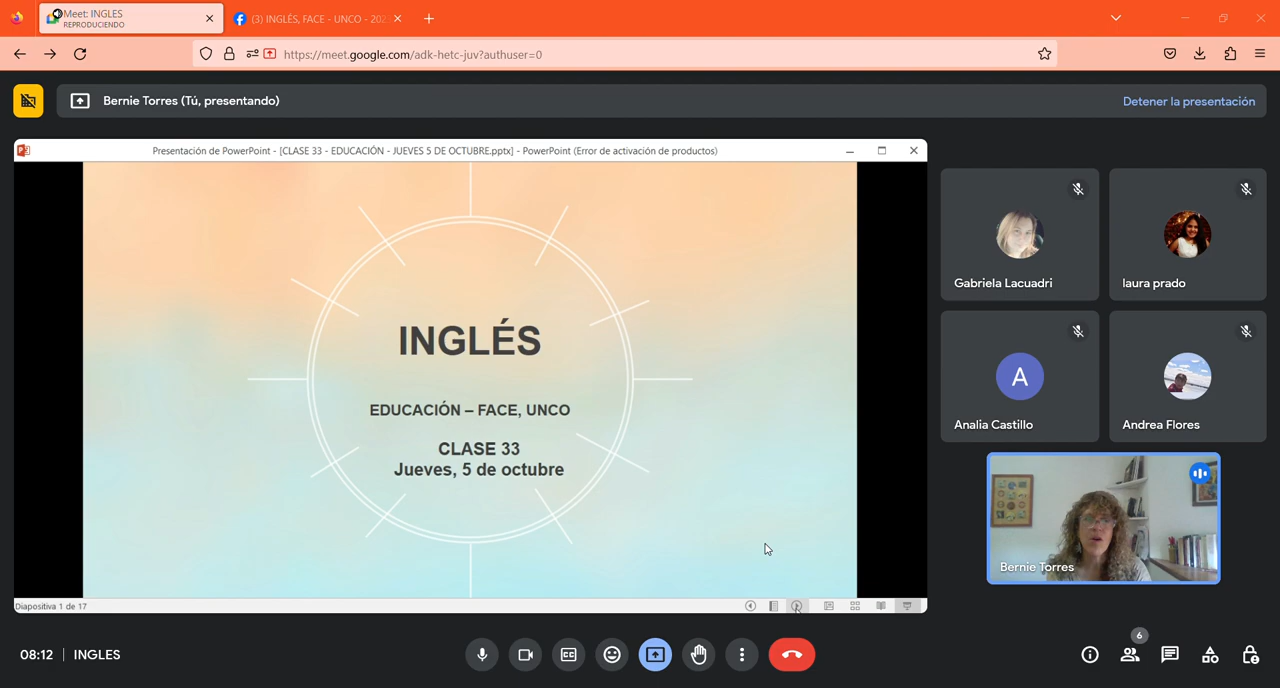 Meet: INGLES
REPRODUCIENDO
(3) INGLÉS, FACE - UNCO - 202
https://meet.google.com/adk-hetc-juv?authuser=0
Bernie Torres (Tú, presentando)
Detener la presentación
Presentación de PowerPoint - [CLASE 33 - EDUCACIÓN - JUEVES 5 DE OCTUBRE.pptx] - PowerPoint (Error de activación de productos)
INGLÉS
EDUCACIÓN – FACE, UNCO
CLASE 33
Jueves, 5 de octubre
Diapositiva 1 de 17
Gabriela Lacuadri
laura prado
A
Analia Castillo
Andrea Flores
Bernie Torres
08:12
INGLES
6